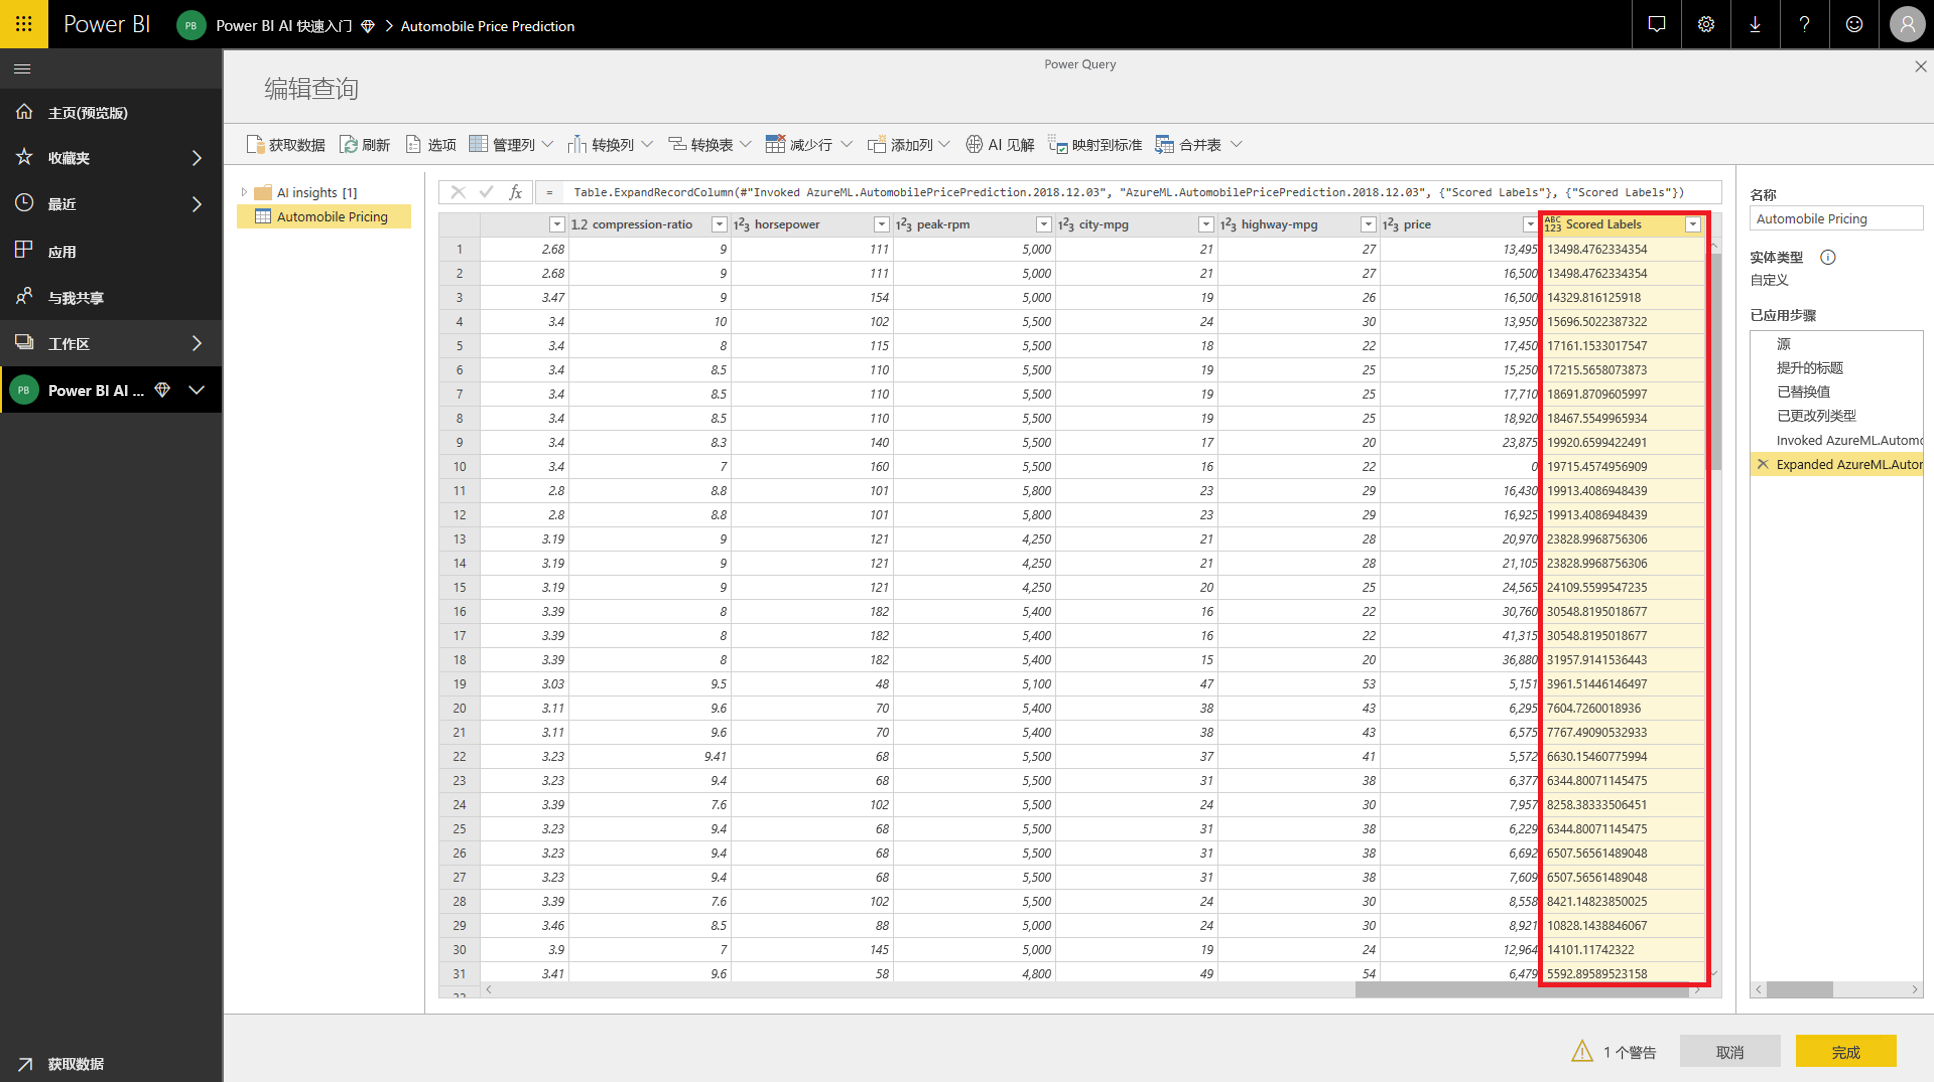 Power BI PB Power BI AI 快速入门 > Automobile Price Prediction ?
Power Query
编辑查询
主页(预览版)
收藏夹
最近
应用
与我共享
工作区
PB Power BI AI ...
获取数据
获取数据 刷新 选项 管理列 转换列 转换表 减少行 添加列 AI 见解 映射到标准 合并表
AI insights [1]
Automobile Pricing
fx = Table.ExpandRecordColumn(#"Invoked AzureML.AutomobilePricePrediction.2018.12.03", "AzureML.AutomobilePricePrediction.2018.12.03", {"Scored Labels"}, {"Scored Labels"})
1.2 compression-ratio 123 horsepower 123 peak-rpm 123 city-mpg 123 highway-mpg 123 price ABC 123 Scored Labels
1 2.68 9 111 5,000 21 27 13,495 13498.4762334354
2 2.68 9 111 5,000 21 27 16,500 13498.4762334354
3 3.47 9 154 5,000 19 26 16,500 14329.816125918
4 3.4 10 102 5,500 24 30 13,950 15696.5022387322
5 3.4 8 115 5,500 18 22 17,450 17161.1533017547
6 3.4 8.5 110 5,500 19 25 15,250 17215.5658073873
7 3.4 8.5 110 5,500 19 25 17,710 18691.8709605997
8 3.4 8.5 110 5,500 19 25 18,920 18467.5549965934
9 3.4 8.3 140 5,500 17 20 23,875 19920.6599422491
10 3.4 7 160 5,500 16 22 0 19715.4574956909
11 2.8 8.8 101 5,800 23 29 16,430 19913.4086948439
12 2.8 8.8 101 5,800 23 29 16,925 19913.4086948439
13 3.19 9 121 4,250 21 28 20,970 23828.9968756306
14 3.19 9 121 4,250 21 28 21,105 23828.9968756306
15 3.19 9 121 4,250 20 25 24,565 24109.5599547235
16 3.39 8 182 5,400 16 22 30,760 30548.8195018677
17 3.39 8 182 5,400 16 22 41,315 30548.8195018677
18 3.39 8 182 5,400 15 20 36,880 31957.9141536443
19 3.03 9.5 48 5,100 47 53 5,151 3961.51446146497
20 3.11 9.6 70 5,400 38 43 6,295 7604.7260018936
21 3.11 9.6 70 5,400 38 43 6,575 7767.49090532933
22 3.23 9.41 68 5,500 37 41 5,572 6630.15460775994
23 3.23 9.4 68 5,500 31 38 6,377 6344.80071145475
24 3.39 7.6 102 5,500 24 30 7,957 8258.38333506451
25 3.23 9.4 68 5,500 31 38 6,229 6344.80071145475
26 3.23 9.4 68 5,500 31 38 6,692 6507.56561489048
27 3.23 9.4 68 5,500 31 38 7,609 6507.56561489048
28 3.39 7.6 102 5,500 24 30 8,558 8421.14823850025
29 3.46 8.5 88 5,000 24 30 8,921 10828.1438846067
30 3.9 7 145 5,000 19 24 12,964 14101.11742322
31 3.41 9.6 58 4,800 49 54 6,479 5592.89589523158
名称
Automobile Pricing
实体类型
自定义
已应用步骤
源
提升的标题
已替换值
已更改列类型
Invoked AzureML.Automo
Expanded AzureML.Autor
1 个警告 取消 完成